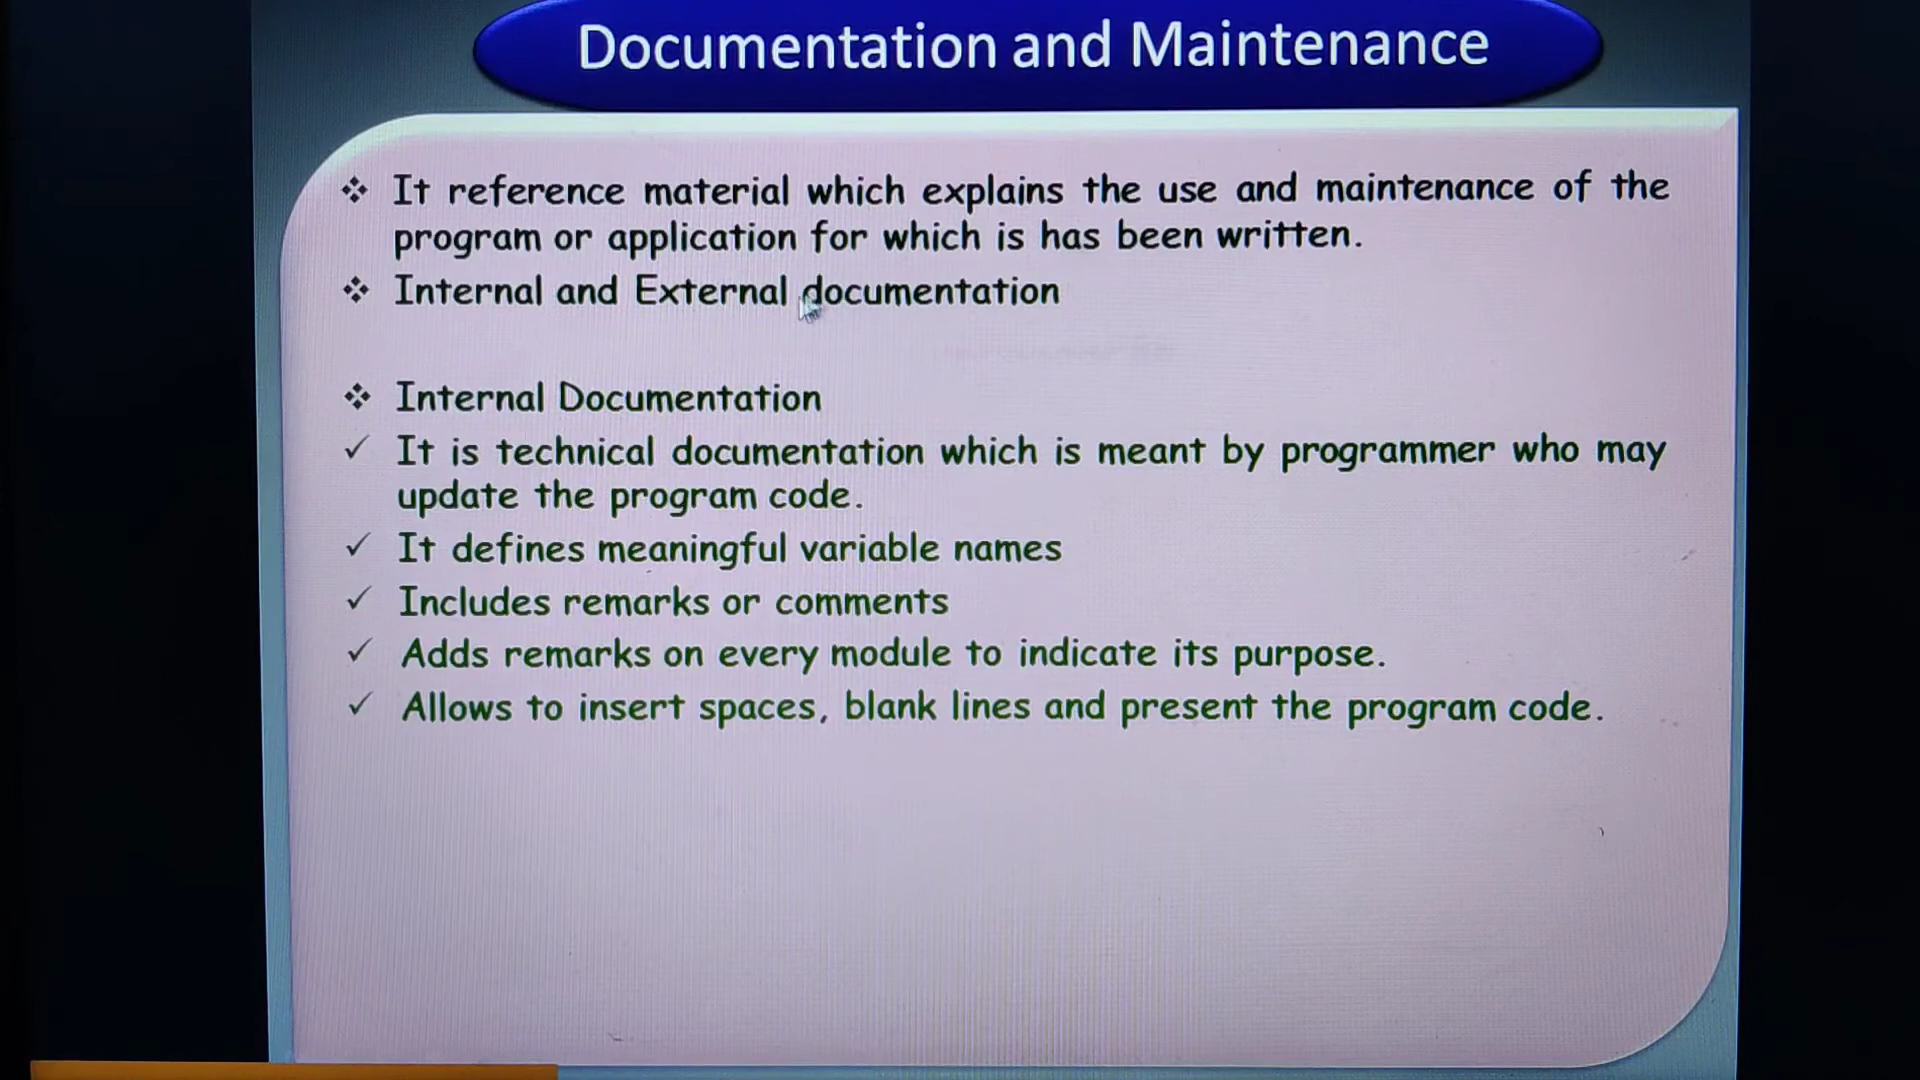 Documentation and Maintenance
It reference material which explains the use and maintenance of the
program or application for which is has been written.
Internal and External documentation
Internal Documentation
It is technical documentation which is meant by programmer who may
update the program code.
It defines meaningful variable names
Includes remarks or comments
Adds remarks on every module to indicate its purpose.
Allows to insert spaces, blank lines and present the program code.